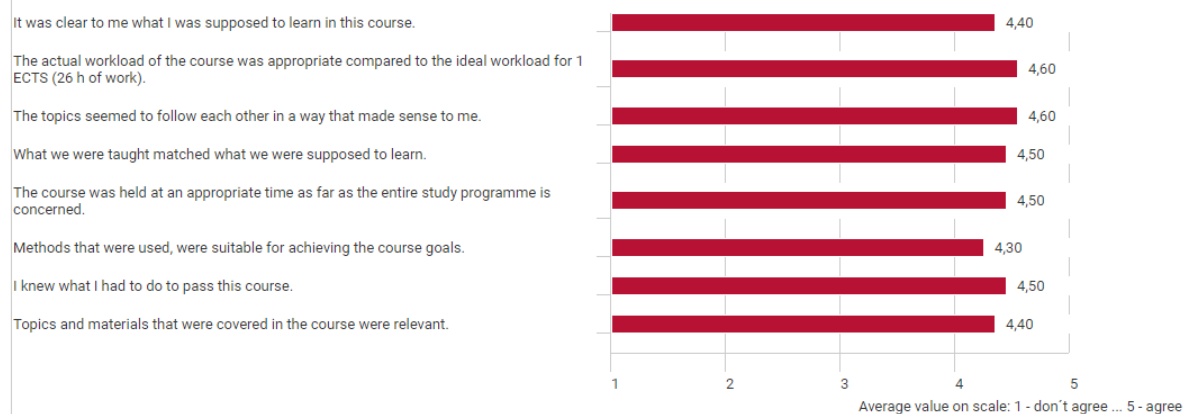 It was clear to me what I was supposed to learn in this course.
4,40
The actual workload of the course was appropriate compared to the ideal workload for 1
ECTS (26 h of work).
4,60
The topics seemed to follow each other in a way that made sense to me.
4,60
What we were taught matched what we were supposed to learn.
4,50
The course was held at an appropriate time as far as the entire study programme is
concerned.
4,50
Methods that were used, were suitable for achieving the course goals.
4,30
I knew what I had to do to pass this course.
4,50
Topics and materials that were covered in the course were relevant.
4,40
1 2 3 4 5
Average value on scale: 1 - don´t agree ... 5 - agree